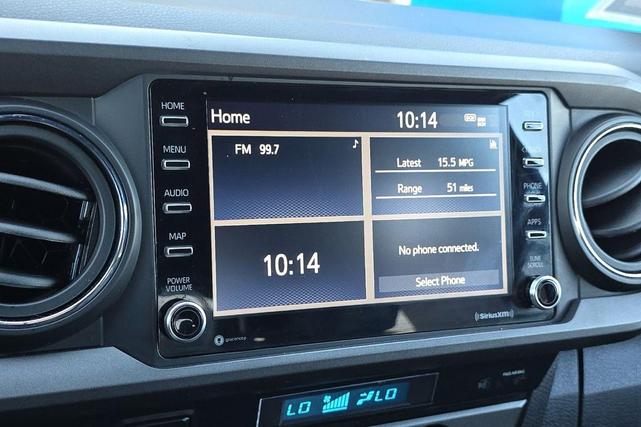 HOME
MENU
AUDIO
MAP
POWER
VOLUME
gracenote
Home 10:14
FM 99.7
Latest 15.5 MPG
Range 51 miles
10:14
No phone connected.
Select Phone
PHONE
APPS
TUNE
SCROLL
SiriusXM
LO LO